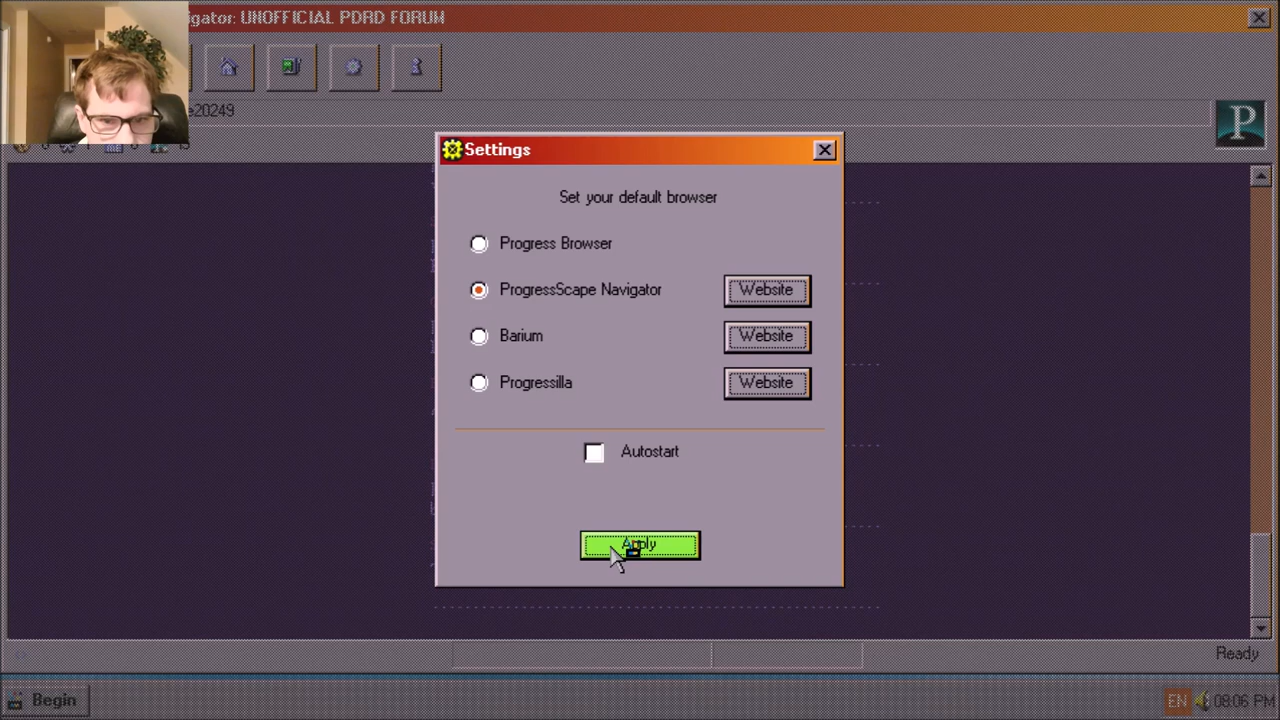 igator: UNOFFICIAL PDRD FORUM
e20249
P
Settings
Set your default browser
Progress Browser
ProgressScape Navigator
Website
Barium
Website
Progressilla
Website
Autostart
Apply
Ready
Begin
EN
08:06 PM